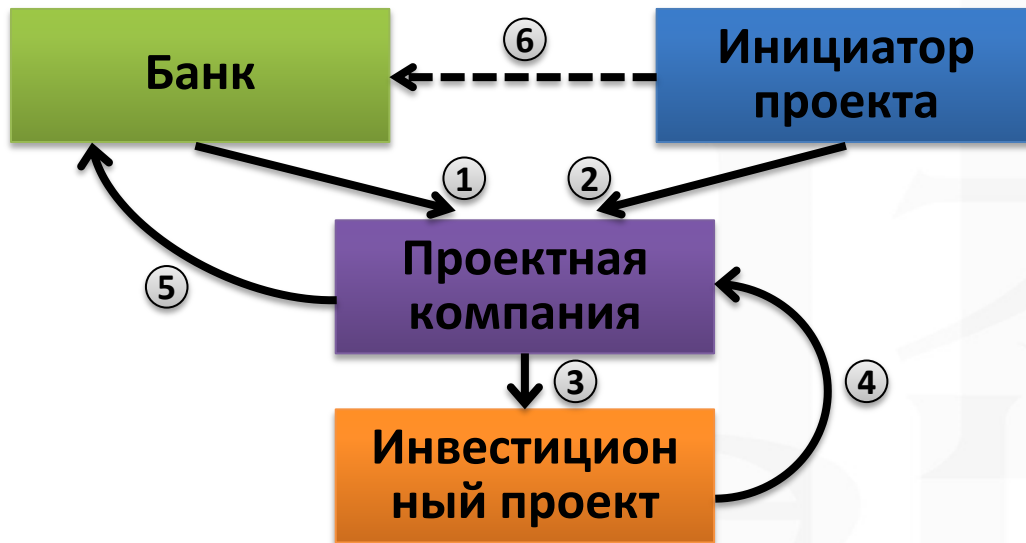 Банк
6
Инициатор
проекта
1
2
Проектная
компания
5
3
4
Инвестицион
ный проект